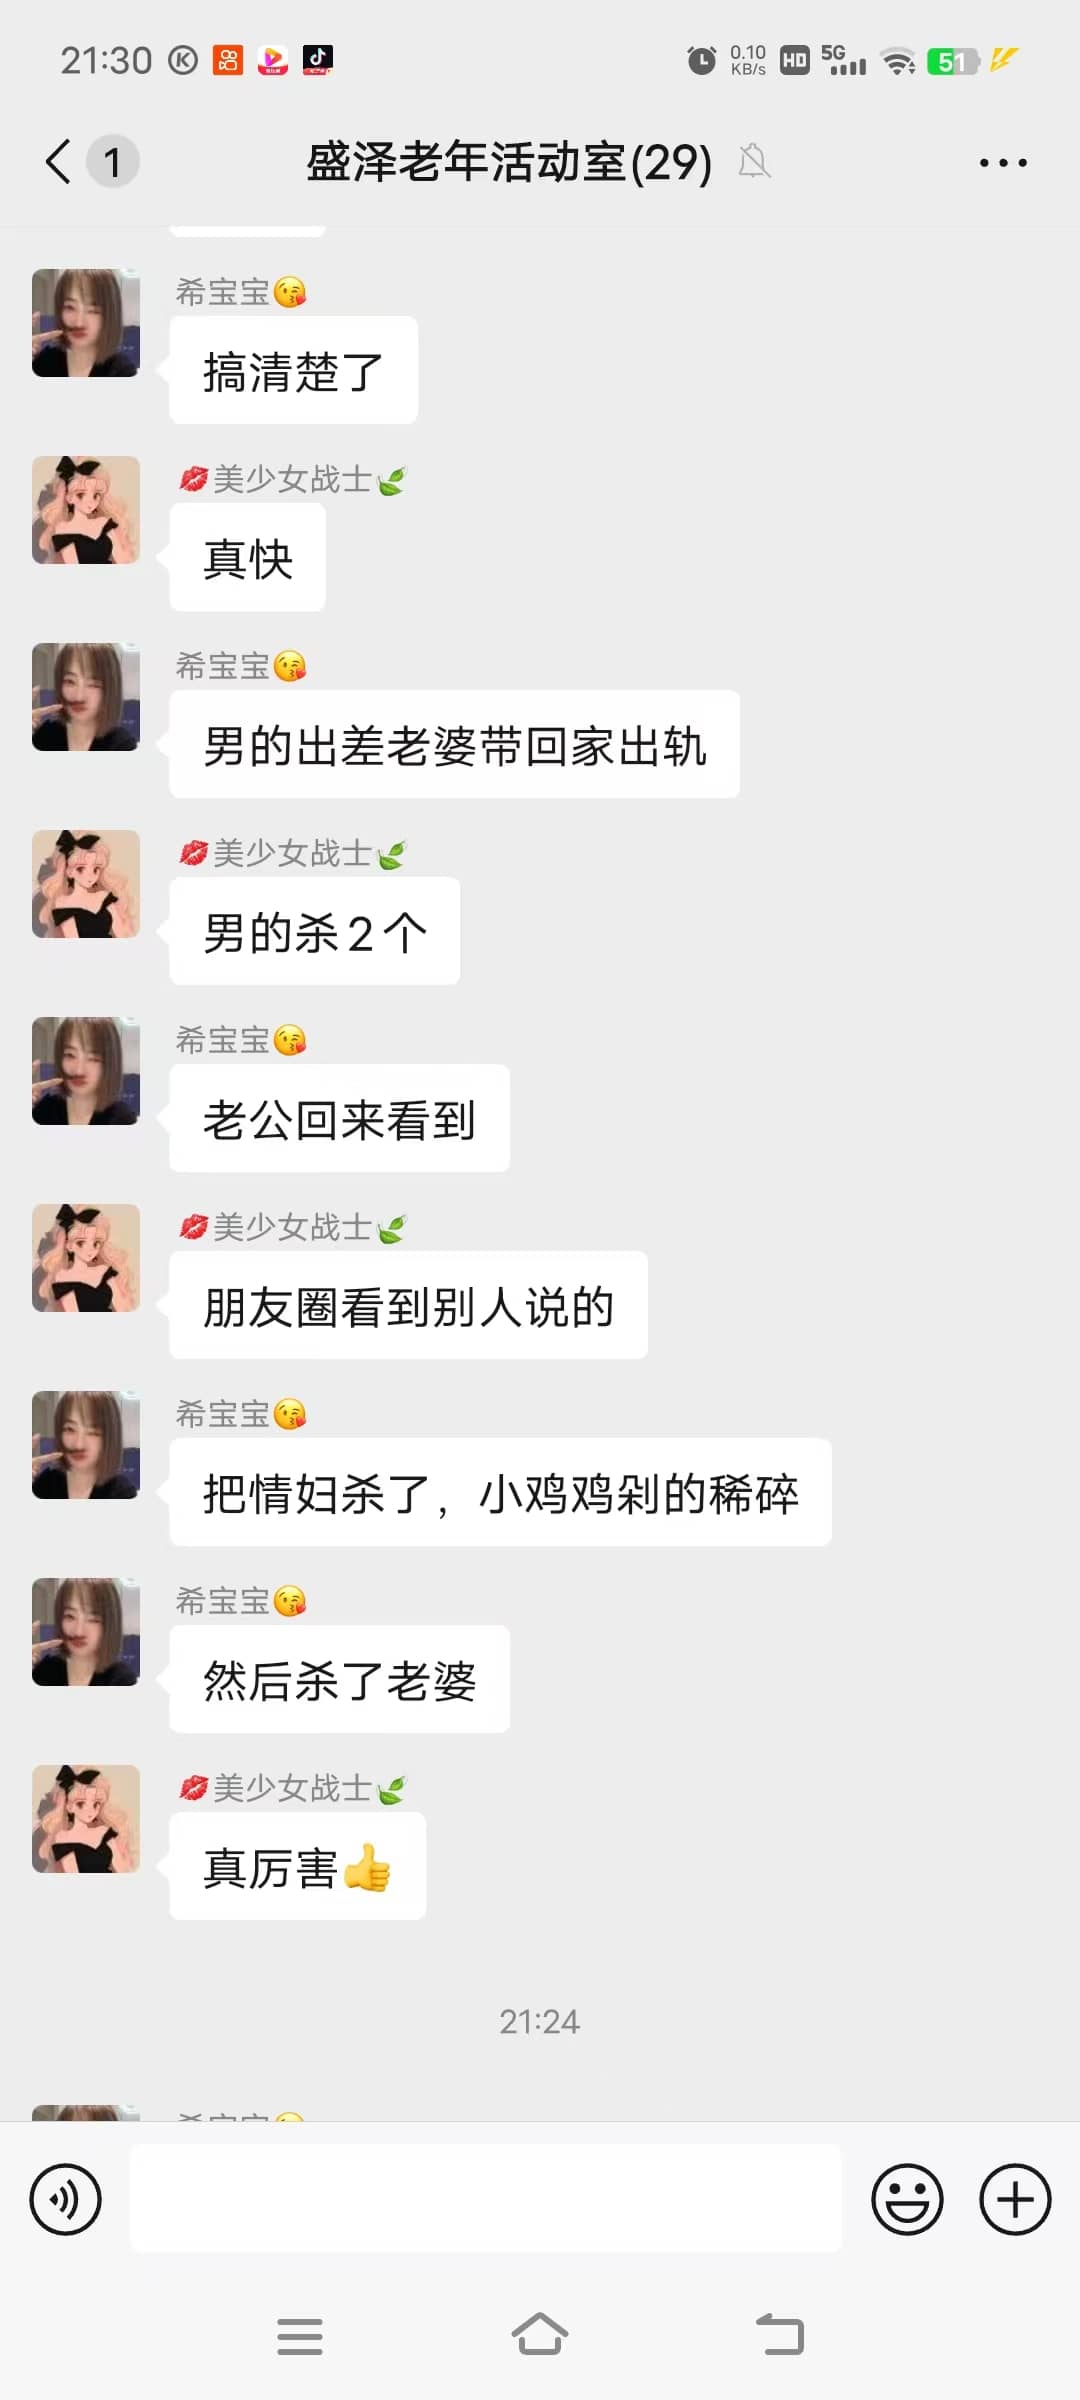 21:30
0.10
KB/s
HD
5G
51
1
盛泽老年活动室(29)
希宝宝😘
搞清楚了
💋美少女战士🍃
真快
希宝宝😘
男的出差老婆带回家出轨
💋美少女战士🍃
男的杀2个
希宝宝😘
老公回来看到
💋美少女战士🍃
朋友圈看到别人说的
希宝宝😘
把情妇杀了，小鸡鸡剁的稀碎
希宝宝😘
然后杀了老婆
💋美少女战士🍃
真厉害👍
21:24